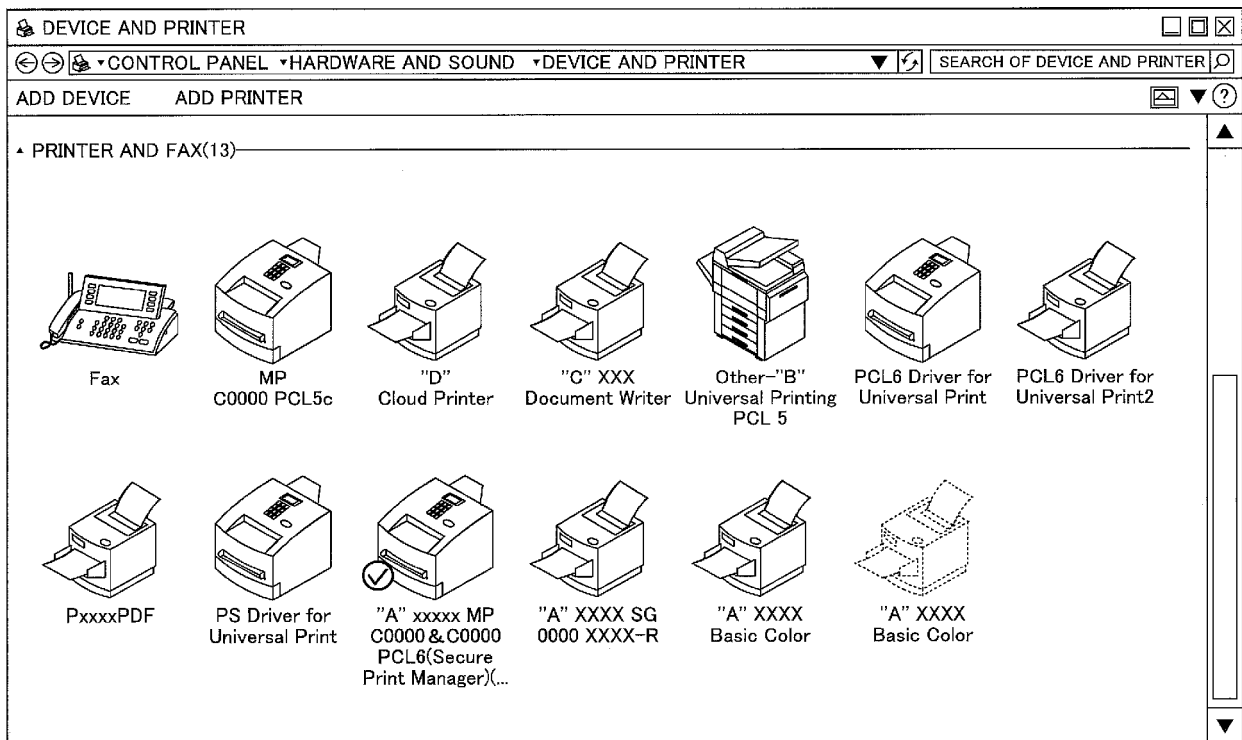 DEVICE AND PRINTER
CONTROL PANEL HARDWARE AND SOUND DEVICE AND PRINTER
SEARCH OF DEVICE AND PRINTER
ADD DEVICE ADD PRINTER
PRINTER AND FAX(13)
Fax
MP
C0000 PCL5c
"D"
Cloud Printer
"C" XXX
Document Writer
Other-"B"
Universal Printing
PCL 5
PCL6 Driver for
Universal Print
PCL6 Driver for
Universal Print2
PxxxxPDF
PS Driver for
Universal Print
"A" xxxxx MP
C0000 & C0000
PCL6(Secure
Print Manager)(...
"A" XXXX SG
0000 XXXX-R
"A" XXXX
Basic Color
"A" XXXX
Basic Color